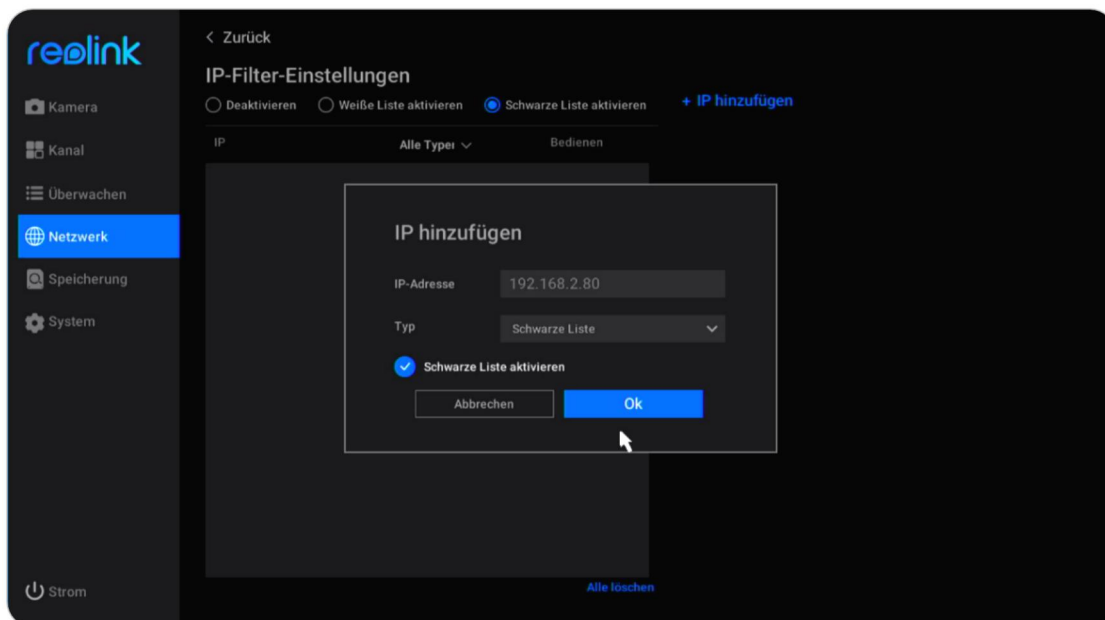 reolink
< Zurück
IP-Filter-Einstellungen
Deaktivieren Weiße Liste aktivieren Schwarze Liste aktivieren + IP hinzufügen
Kamera
Kanal
Überwachen
Netzwerk
Speicherung
System
Strom
IP Alle Typen Bedienen
IP hinzufügen
IP-Adresse 192.168.2.80
Typ Schwarze Liste
Schwarze Liste aktivieren
Abbrechen Ok
Alle löschen